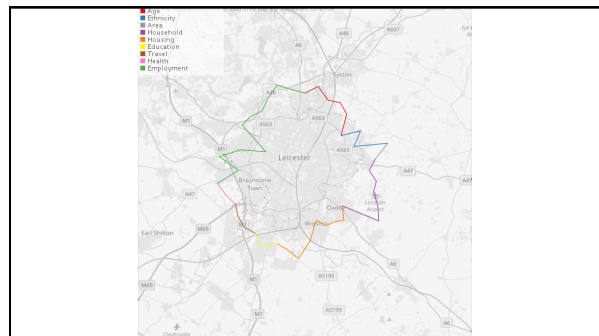 Age
Ethnicity
Area
Household
Housing
Education
Travel
Health
Employment
A6
A46
A607
Syston
A46
A563
A563
M1
M1
A563
Leicester
A47
A47
Braunstone
Town
A47
Leicester
Airport
Oadby
Wigston
Earl Shilton
M69
M1
A6
A5199
M69
M1
A5199
M1
A6